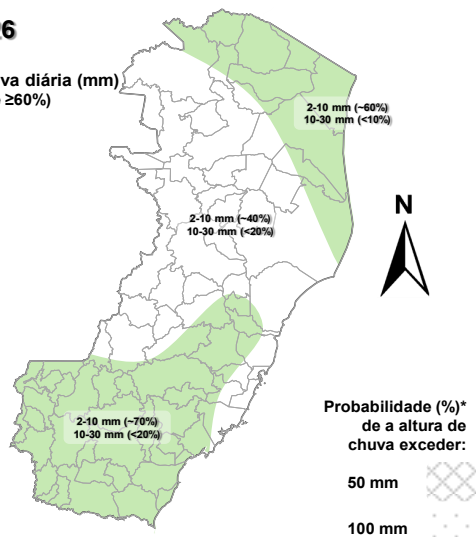 6
va diária (mm)
≥60%)
2-10 mm (~60%)
10-30 mm (<10%)
2-10 mm (~40%)
10-30 mm (<20%)
N
2-10 mm (~70%)
10-30 mm (<20%)
Probabilidade (%)*
de a altura de
chuva exceder:
50 mm
100 mm